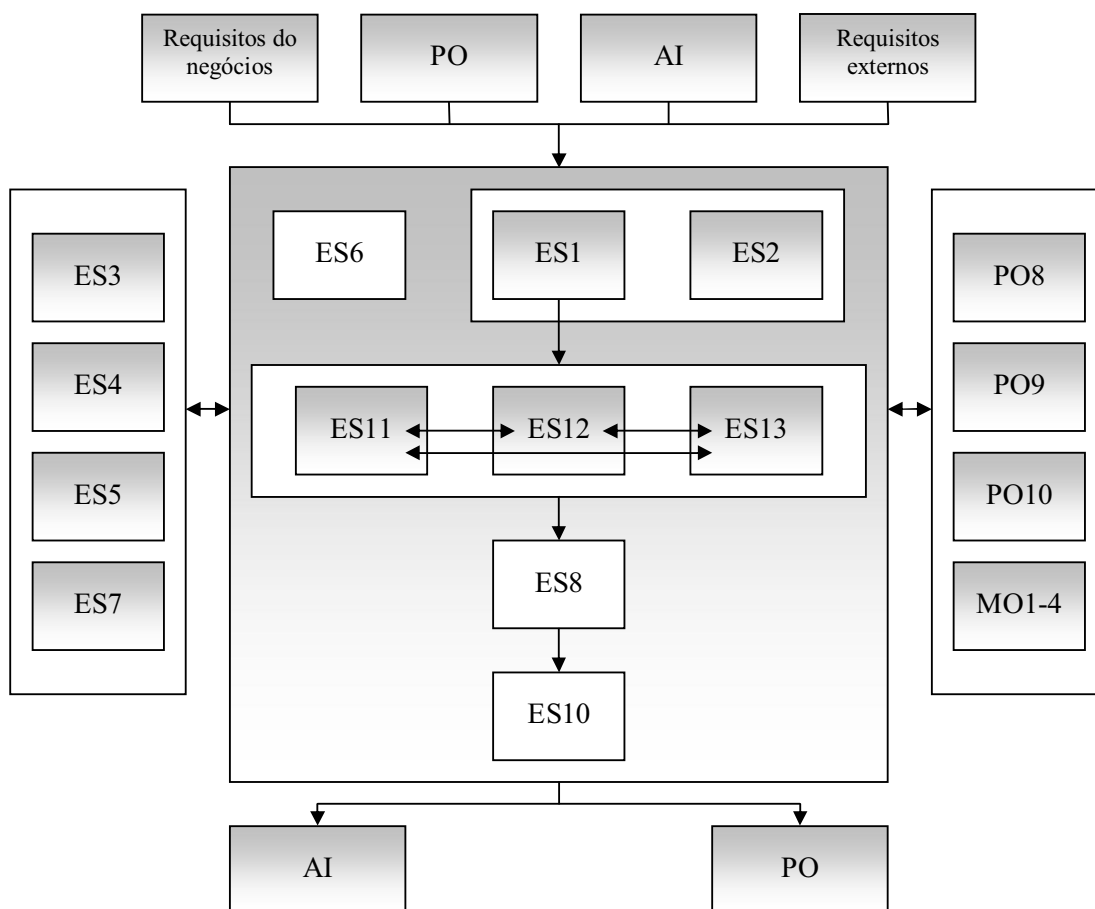 Requisitos do
negócios
PO
AI
Requisitos
externos
ES6
ES1
ES2
ES3
ES4
ES5
ES7
ES11
ES12
ES13
ES8
ES10
PO8
PO9
PO10
MO1-4
AI
PO